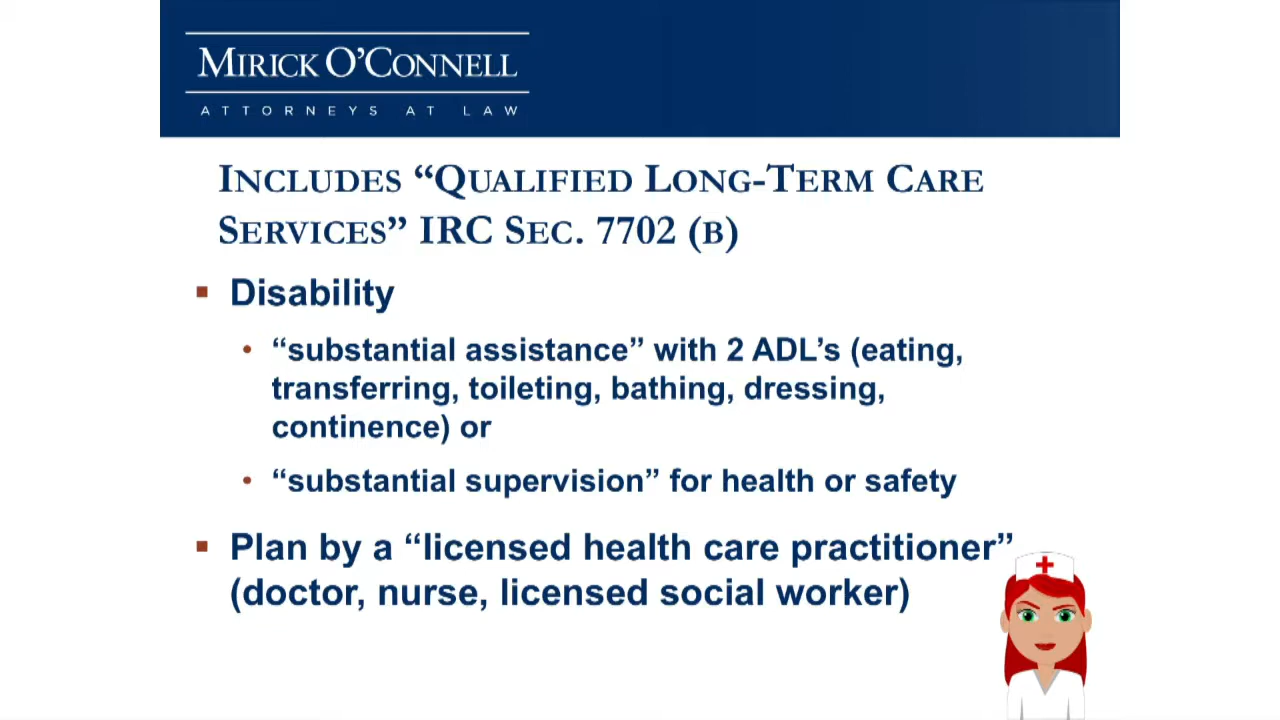 MIRICK O’CONNELL
ATTORNEYS AT LAW
INCLUDES “QUALIFIED LONG-TERM CARE
SERVICES” IRC SEC. 7702 (B)
▪ Disability
• “substantial assistance” with 2 ADL’s (eating,
transferring, toileting, bathing, dressing,
continence) or
• “substantial supervision” for health or safety
▪ Plan by a “licensed health care practitioner”
(doctor, nurse, licensed social worker)